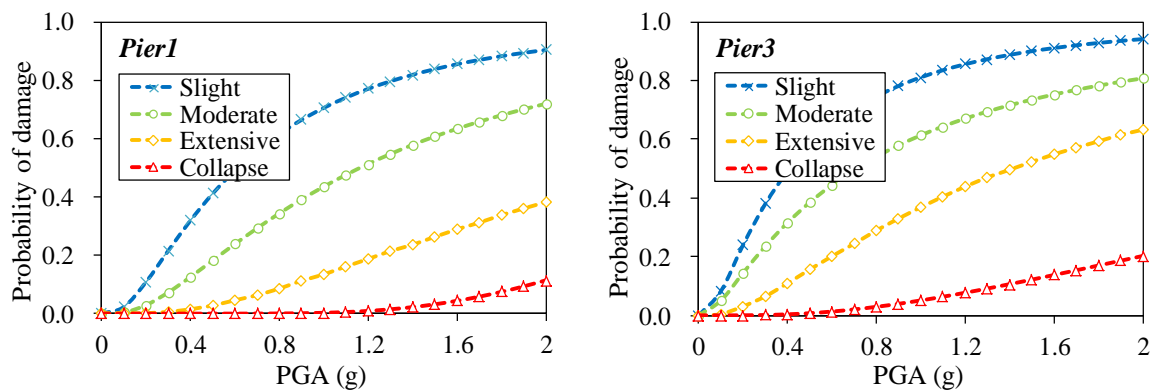 Pier1
Probability of damage
1.0
0.8
0.6
0.4
0.2
0.0
Slight
Moderate
Extensive
Collapse
0
0.4
0.8
1.2
1.6
2
PGA (g)
Pier3
Probability of damage
1.0
0.8
0.6
0.4
0.2
0.0
Slight
Moderate
Extensive
Collapse
0
0.4
0.8
1.2
1.6
2
PGA (g)